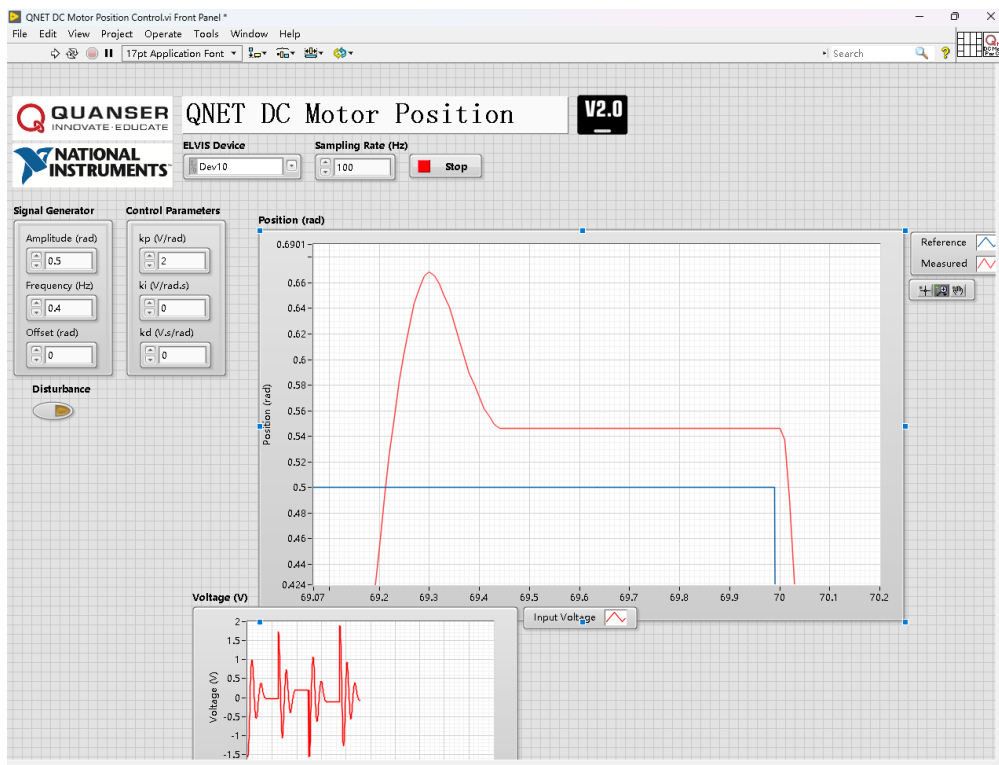 QNET DC Motor Position Control.vi Front Panel *
File Edit View Project Operate Tools Window Help
17pt Application Font
Search
QUANSER
INNOVATE·EDUCATE
QNET DC Motor Position
V2.0
NATIONAL
INSTRUMENTS
ELVIS Device
Dev10
Sampling Rate (Hz)
100
Stop
Signal Generator
Amplitude (rad)
0.5
Frequency (Hz)
0.4
Offset (rad)
0
Disturbance
Control Parameters
kp (V/rad)
2
ki (V/rad.s)
0
kd (V.s/rad)
0
Position (rad)
0.6901
0.66
0.64
0.62
0.6
0.58
0.56
0.54
0.52
0.5
0.48
0.46
0.44
0.424
Position (rad)
69.07 69.2 69.3 69.4 69.5 69.6 69.7 69.8 69.9 70 70.1 70.2
Reference
Measured
Voltage (V)
Input Voltage
2
1.5
1
0.5
0
-0.5
-1
-1.5
Voltage (V)